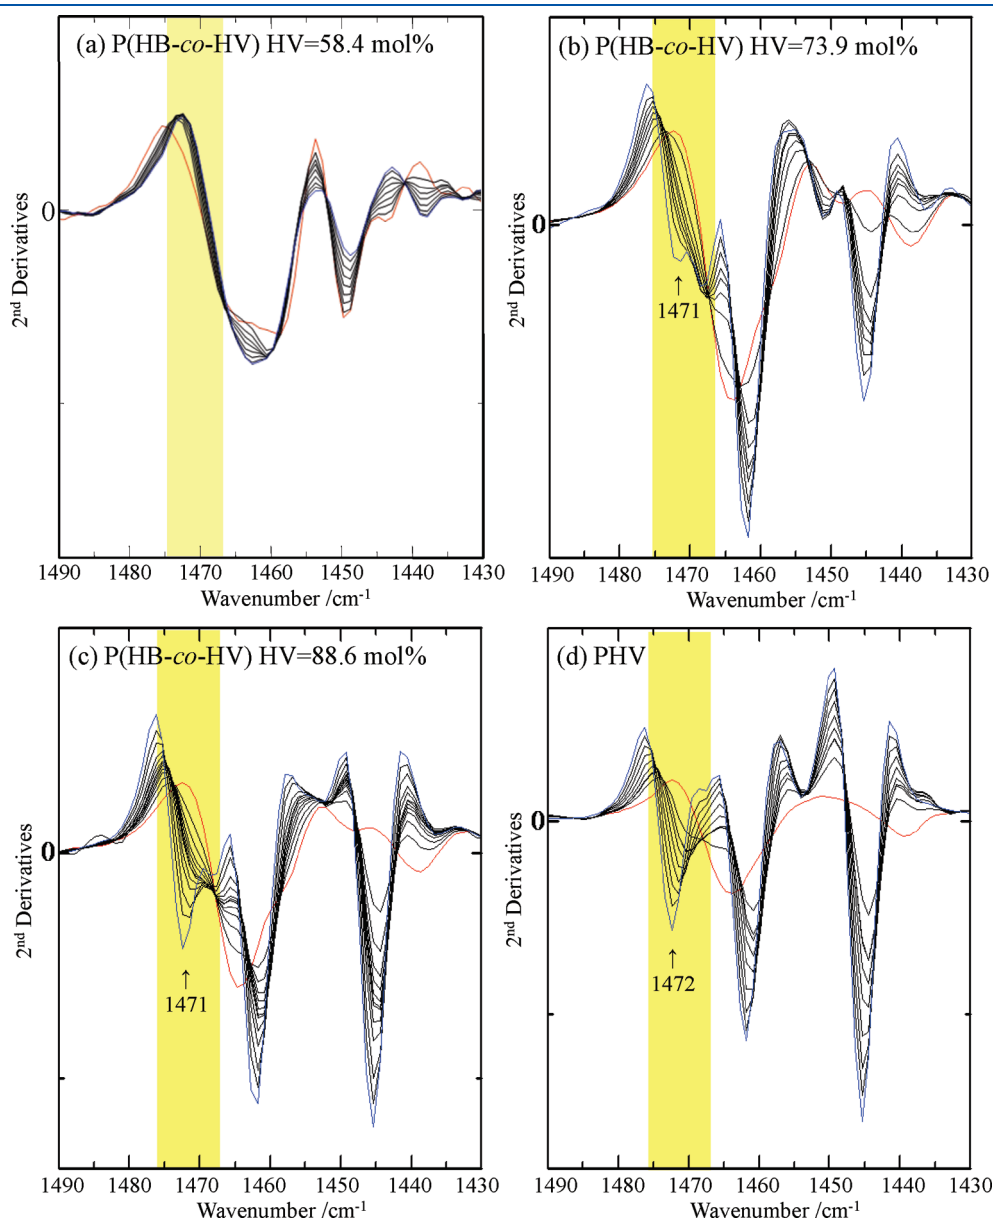 (a) P(HB-co-HV) HV=58.4 mol%
0
2nd Derivatives
1490 1480 1470 1460 1450 1440 1430
Wavenumber /cm-1
(b) P(HB-co-HV) HV=73.9 mol%
0
↑
1471
2nd Derivatives
1490 1480 1470 1460 1450 1440 1430
Wavenumber /cm-1
(c) P(HB-co-HV) HV=88.6 mol%
0
↑
1471
2nd Derivatives
1490 1480 1470 1460 1450 1440 1430
Wavenumber /cm-1
(d) PHV
0
↑
1472
2nd Derivatives
1490 1480 1470 1460 1450 1440 1430
Wavenumber /cm-1